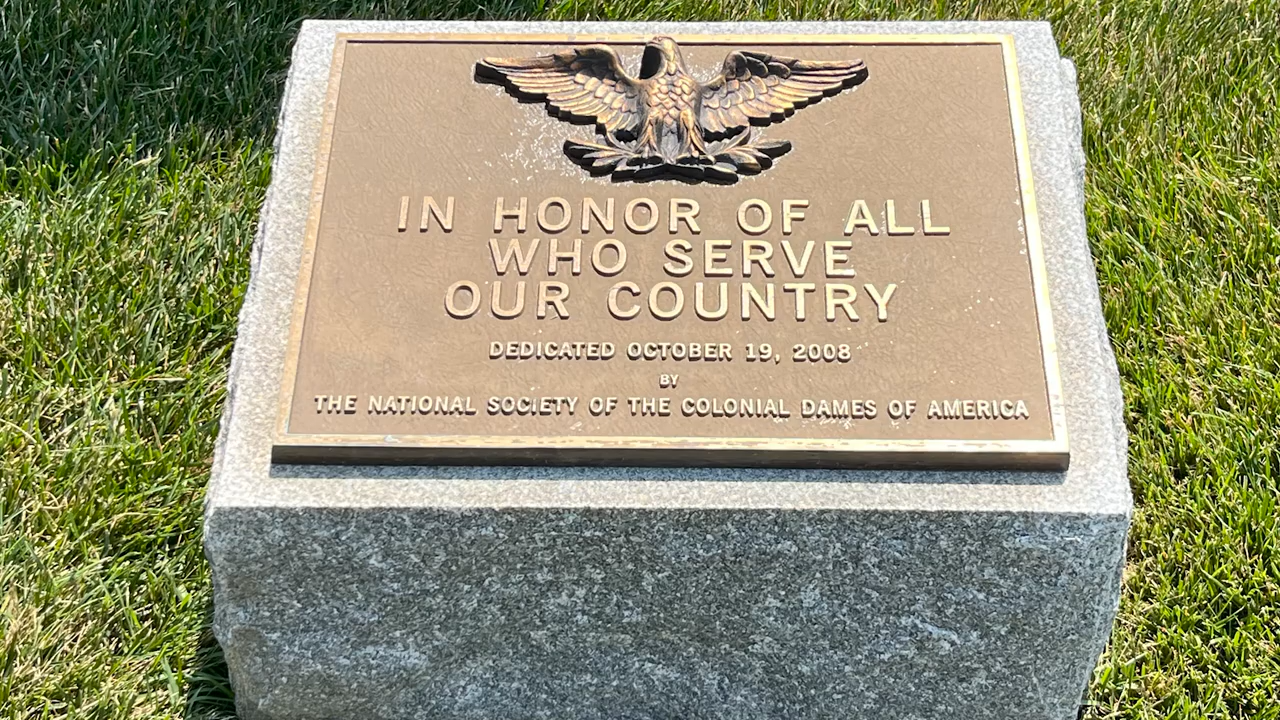 IN HONOR OF ALL
WHO SERVE
OUR COUNTRY
DEDICATED OCTOBER 19, 2008
BY
THE NATIONAL SOCIETY OF THE COLONIAL DAMES OF AMERICA